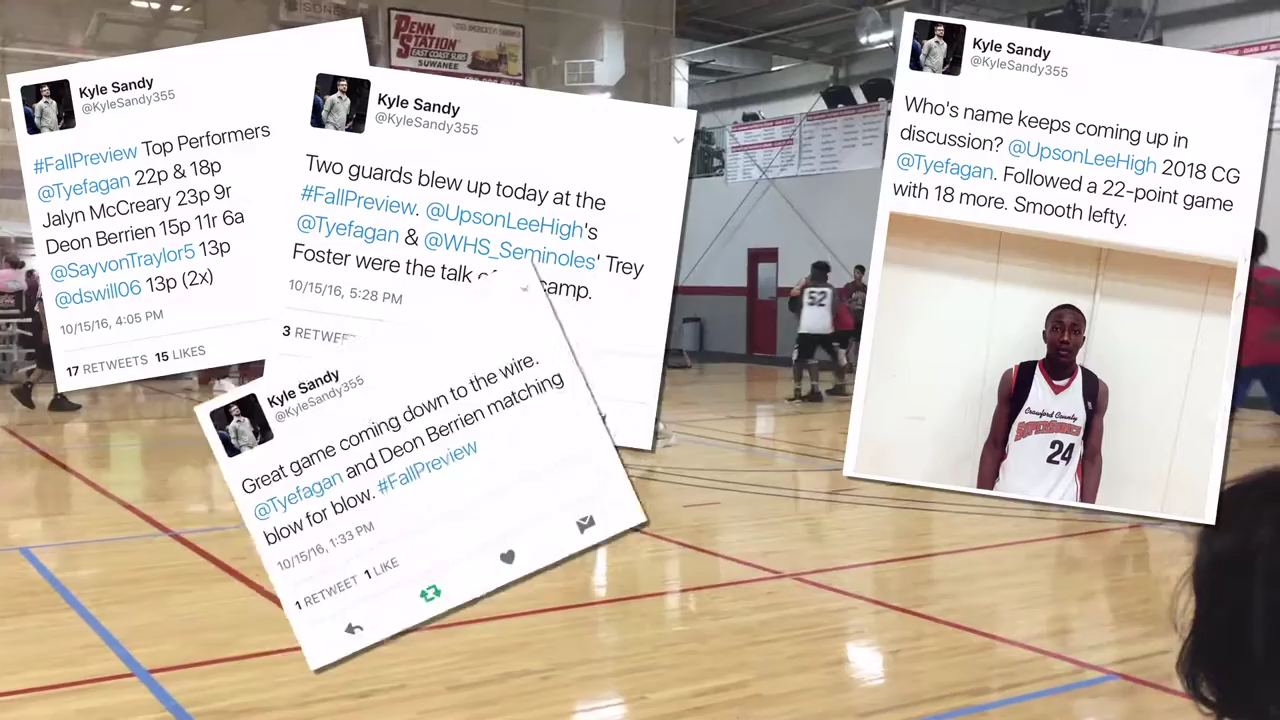 PENN
STATION
EAST COAST SUBS
SUWANEE
Kyle Sandy
@KyleSandy355
#FallPreview Top Performers
@Tyefagan 22p & 18p
Jalyn McCreary 23p 9r
Deon Berrien 15p 11r 6a
@SayvonTraylor5 13p
@dswill06 13p (2x)
10/15/16, 4:05 PM
17 RETWEETS 15 LIKES
Kyle Sandy
@KyleSandy355
Two guards blew up today at the
#FallPreview. @UpsonLeeHigh's
@Tyefagan & @WHS_Seminoles' Trey
Foster were the talk camp.
10/15/16, 5:28 PM
3 RETWEE
Kyle Sandy
@KyleSandy355
Great game coming down to the wire.
@Tyefagan and Deon Berrien matching
blow for blow. #FallPreview
10/15/16, 1:33 PM
1 RETWEET 1 LIKE
Kyle Sandy
@KyleSandy355
Who's name keeps coming up in
discussion? @UpsonLeeHigh 2018 CG
@Tyefagan. Followed a 22-point game
with 18 more. Smooth lefty.
Crawford County
24
52